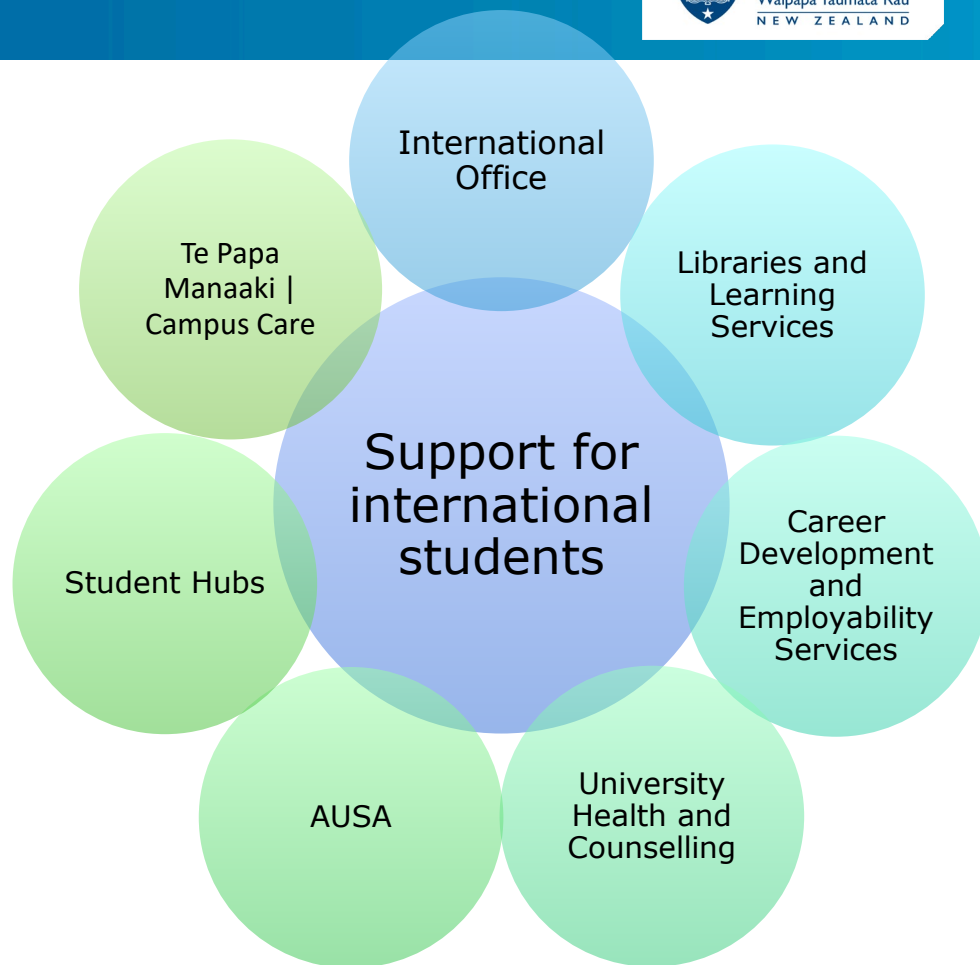 NEW ZEALAND
International
Office
Te Papa
Manaaki |
Campus Care
Libraries and
Learning
Services
Support for
international
students
Career
Development
and
Employability
Services
Student Hubs
University
Health and
Counselling
AUSA